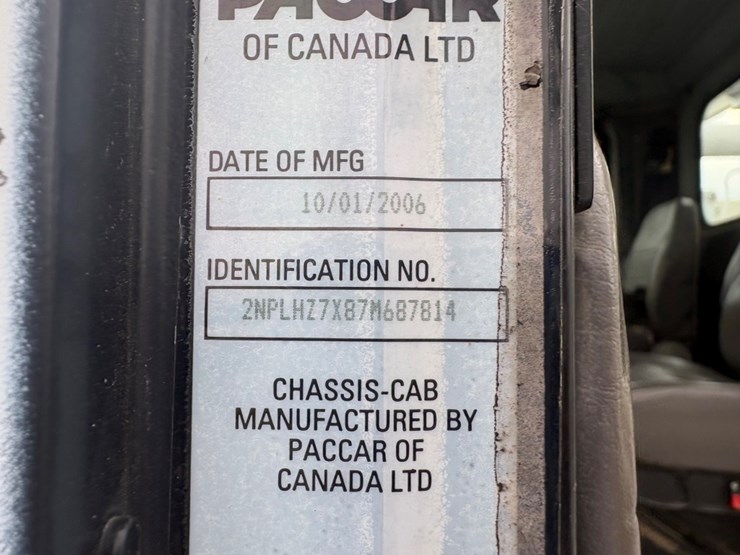 PACCAR
OF CANADA LTD
DATE OF MFG
10/01/2006
IDENTIFICATION NO.
2NPLHZ7X87M687814
CHASSIS-CAB
MANUFACTURED BY
PACCAR OF
CANADA LTD